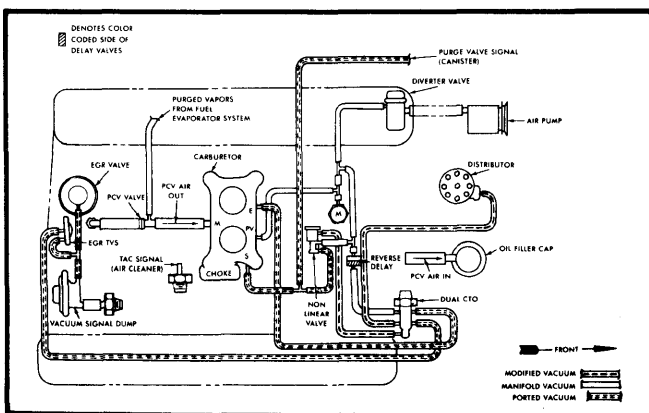 DENOTES COLOR
CODED SIDE OF
DELAY VALVES
PURGE VALVE SIGNAL
(CANISTER)
DIVERTER VALVE
PURGED VAPORS
FROM FUEL
EVAPORATOR SYSTEM
AIR PUMP
EGR VALVE
CARBURETOR
DISTRIBUTOR
PCV VALVE
PCV AIR
OUT
M
E
PV
S
M
EGR TVS
TAC SIGNAL
(AIR CLEANER)
CHOKE
REVERSE
DELAY
OIL FILLER CAP
PCV AIR IN
NON
LINEAR
VALVE
DUAL CTO
VACUUM SIGNAL DUMP
FRONT
MODIFIED VACUUM
MANIFOLD VACUUM
PORTED VACUUM